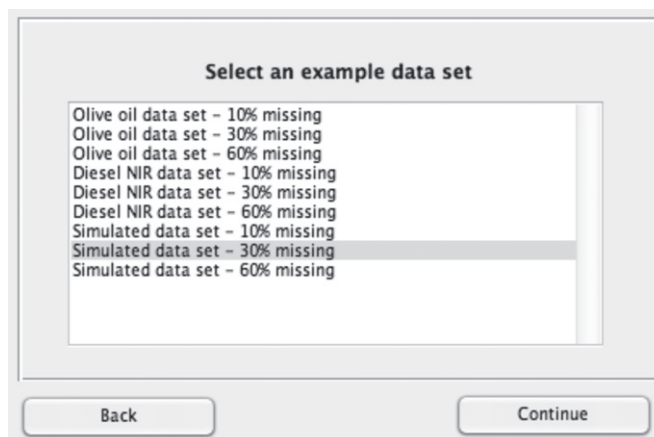 Select an example data set
Olive oil data set – 10% missing
Olive oil data set – 30% missing
Olive oil data set – 60% missing
Diesel NIR data set – 10% missing
Diesel NIR data set – 30% missing
Diesel NIR data set – 60% missing
Simulated data set – 10% missing
Simulated data set – 30% missing
Simulated data set – 60% missing
Back
Continue